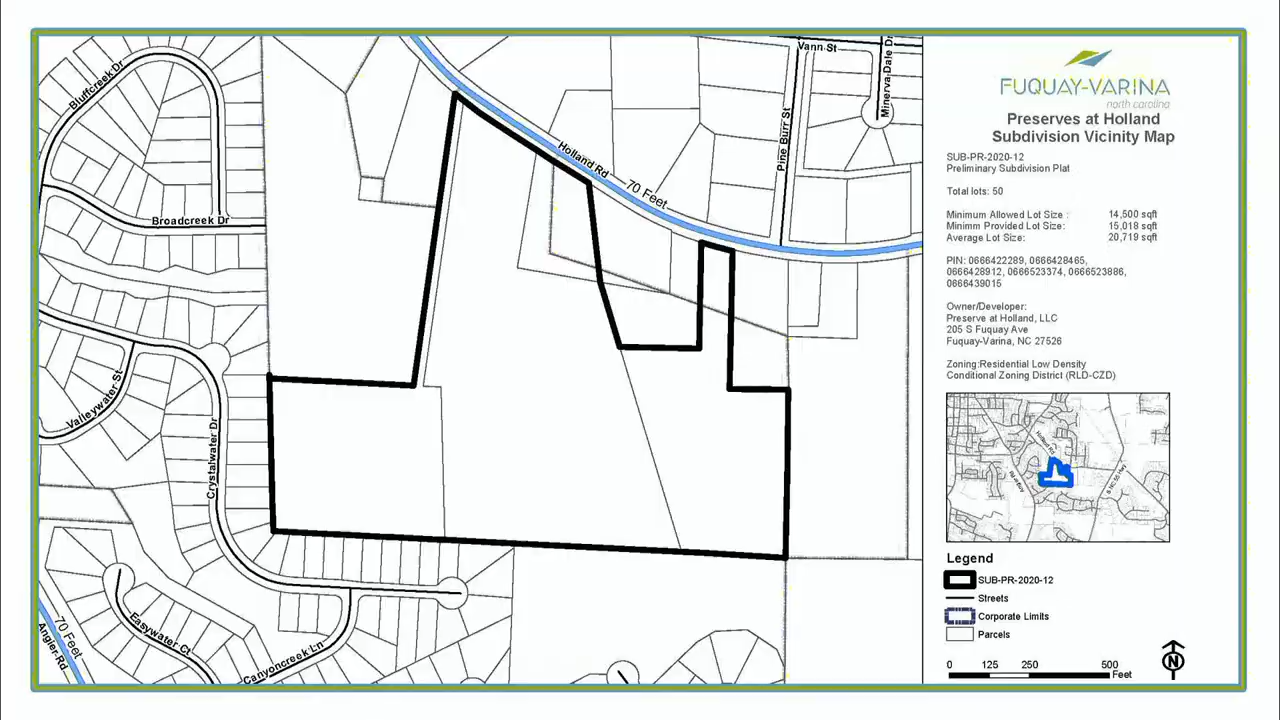 Vann St
Minerva Dale Dr
Bluffcreek Dr
Pine Burr St
Holland Rd
70 Feet
Broadcreek Dr
Valleywater St
Crystalwater Dr
70 Feet
Angier Rd
Easywater Ct
Canyoncreek Ln
FUQUAY-VARINA
north carolina
Preserves at Holland
Subdivision Vicinity Map
SUB-PR-2020-12
Preliminary Subdivision Plat
Total lots: 50
Minimum Allowed Lot Size : 14,500 sqft
Minimm Provided Lot Size: 15,018 sqft
Average Lot Size: 20,719 sqft
PIN: 0666422289, 0666428465,
0666428912, 0666523374, 0666523886,
0666439015
Owner/Developer:
Preserve at Holland, LLC
205 S Fuquay Ave
Fuquay-Varina, NC 27526
Zoning:Residential Low Density
Conditional Zoning District (RLD-CZD)
Holland Rd
Angier Rd
Legend
SUB-PR-2020-12
Streets
Corporate Limits
Parcels
N
0 125 250 500
Feet